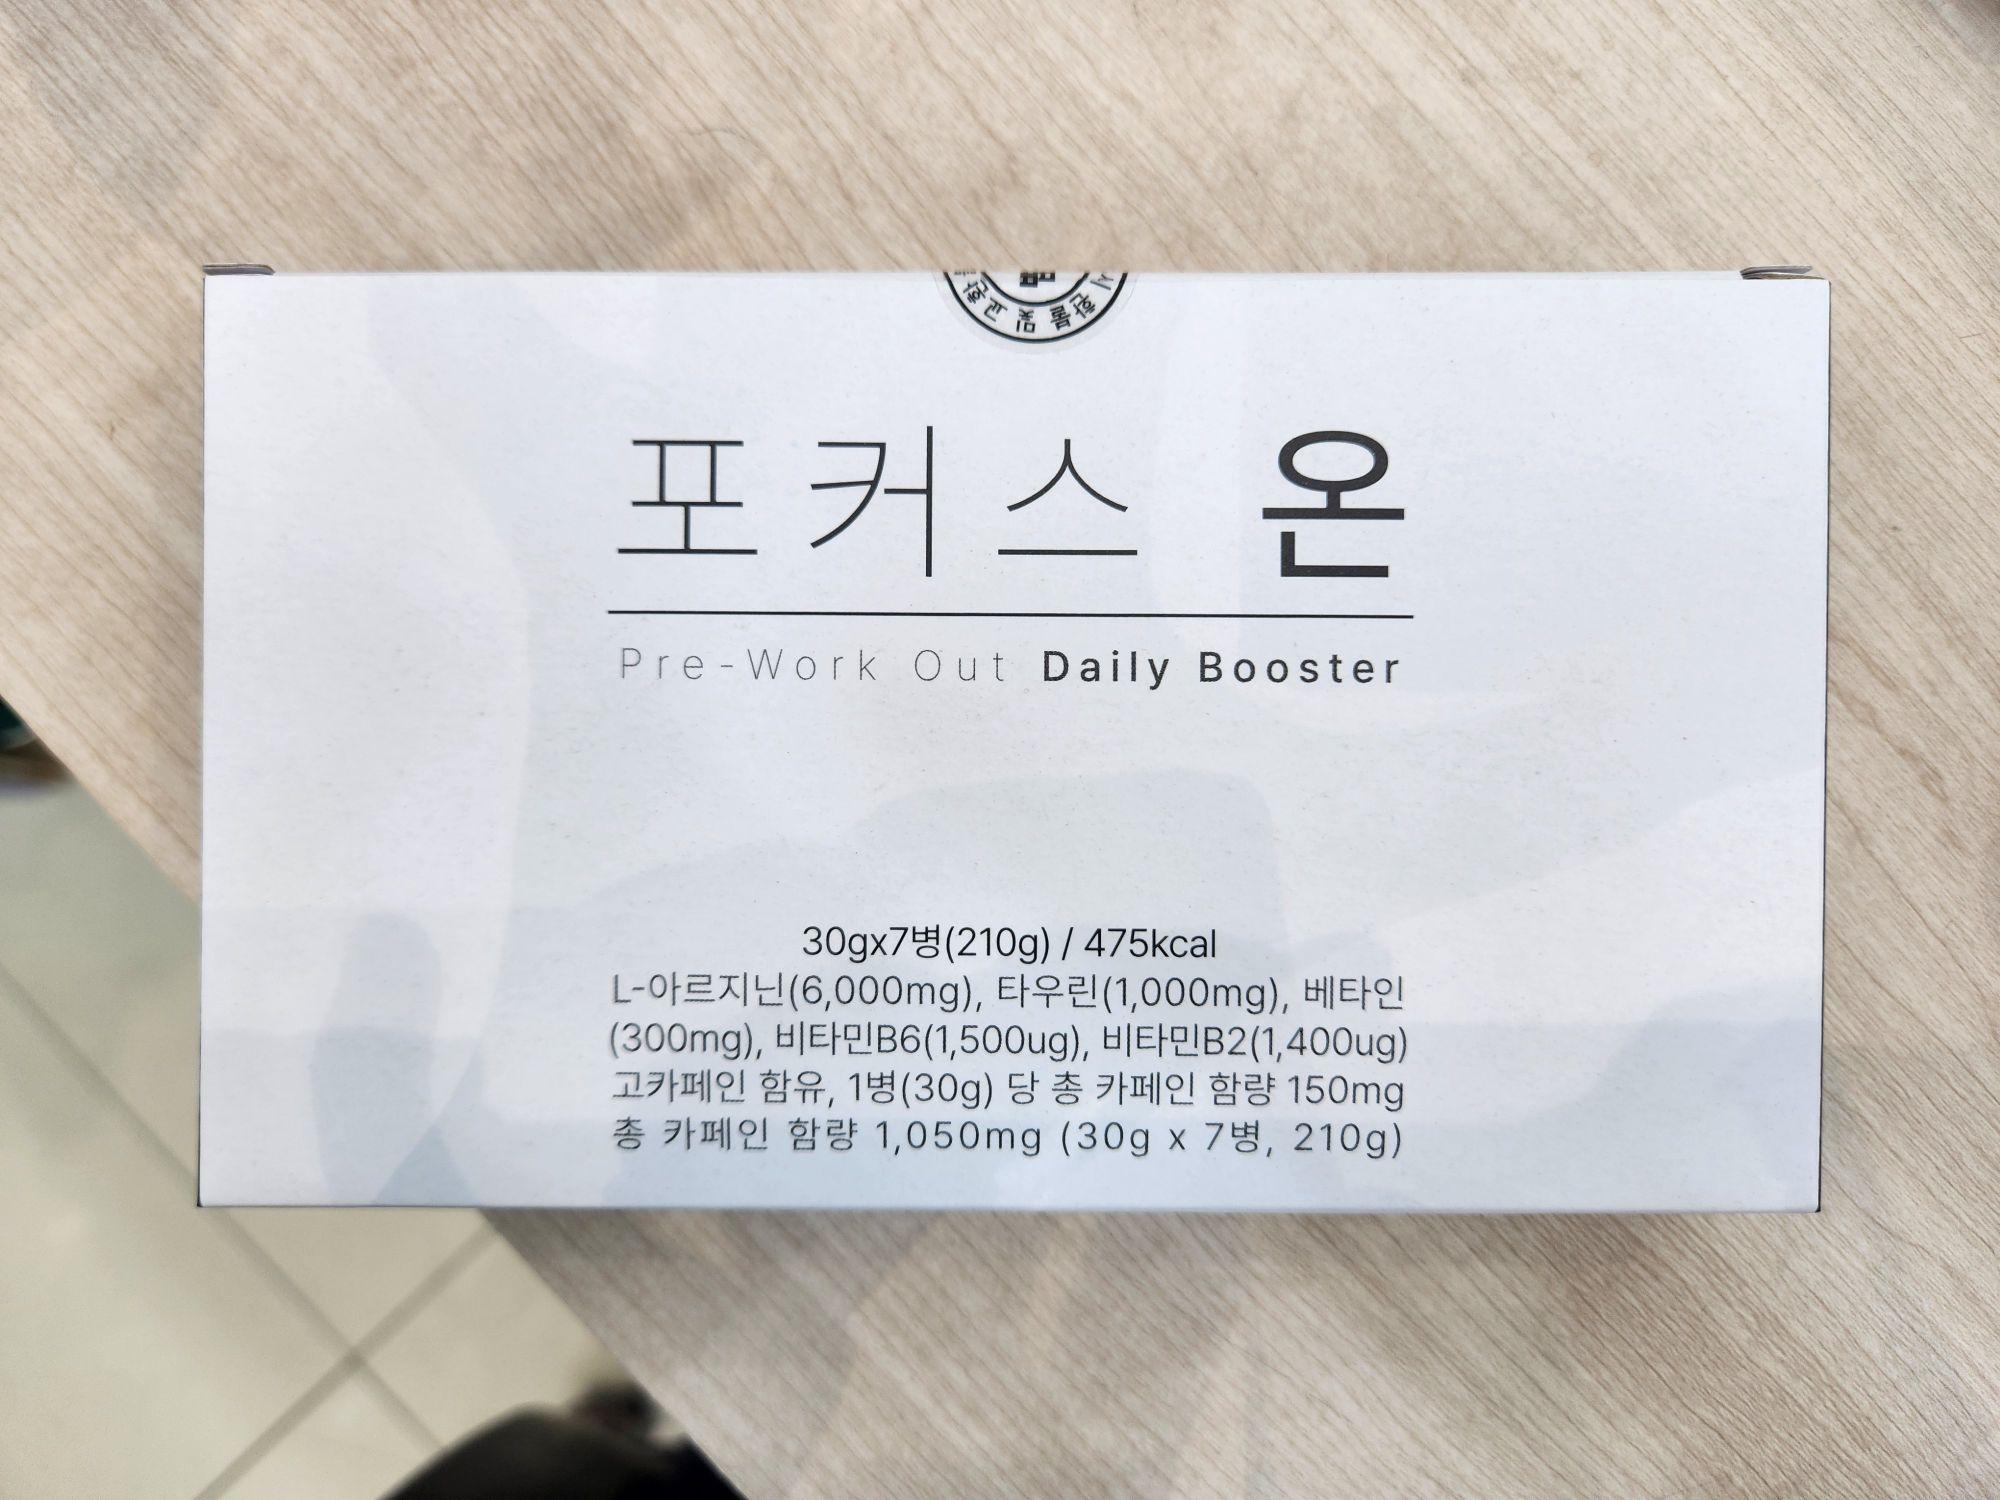 포커스 온
Pre-Work Out Daily Booster
30gx7병(210g) / 475kcal
L-아르지닌(6,000mg), 타우린(1,000mg), 베타인
(300mg), 비타민B6(1,500ug), 비타민B2(1,400ug)
고카페인 함유, 1병(30g) 당 총 카페인 함량 150mg
총 카페인 함량 1,050mg (30g x 7병, 210g)